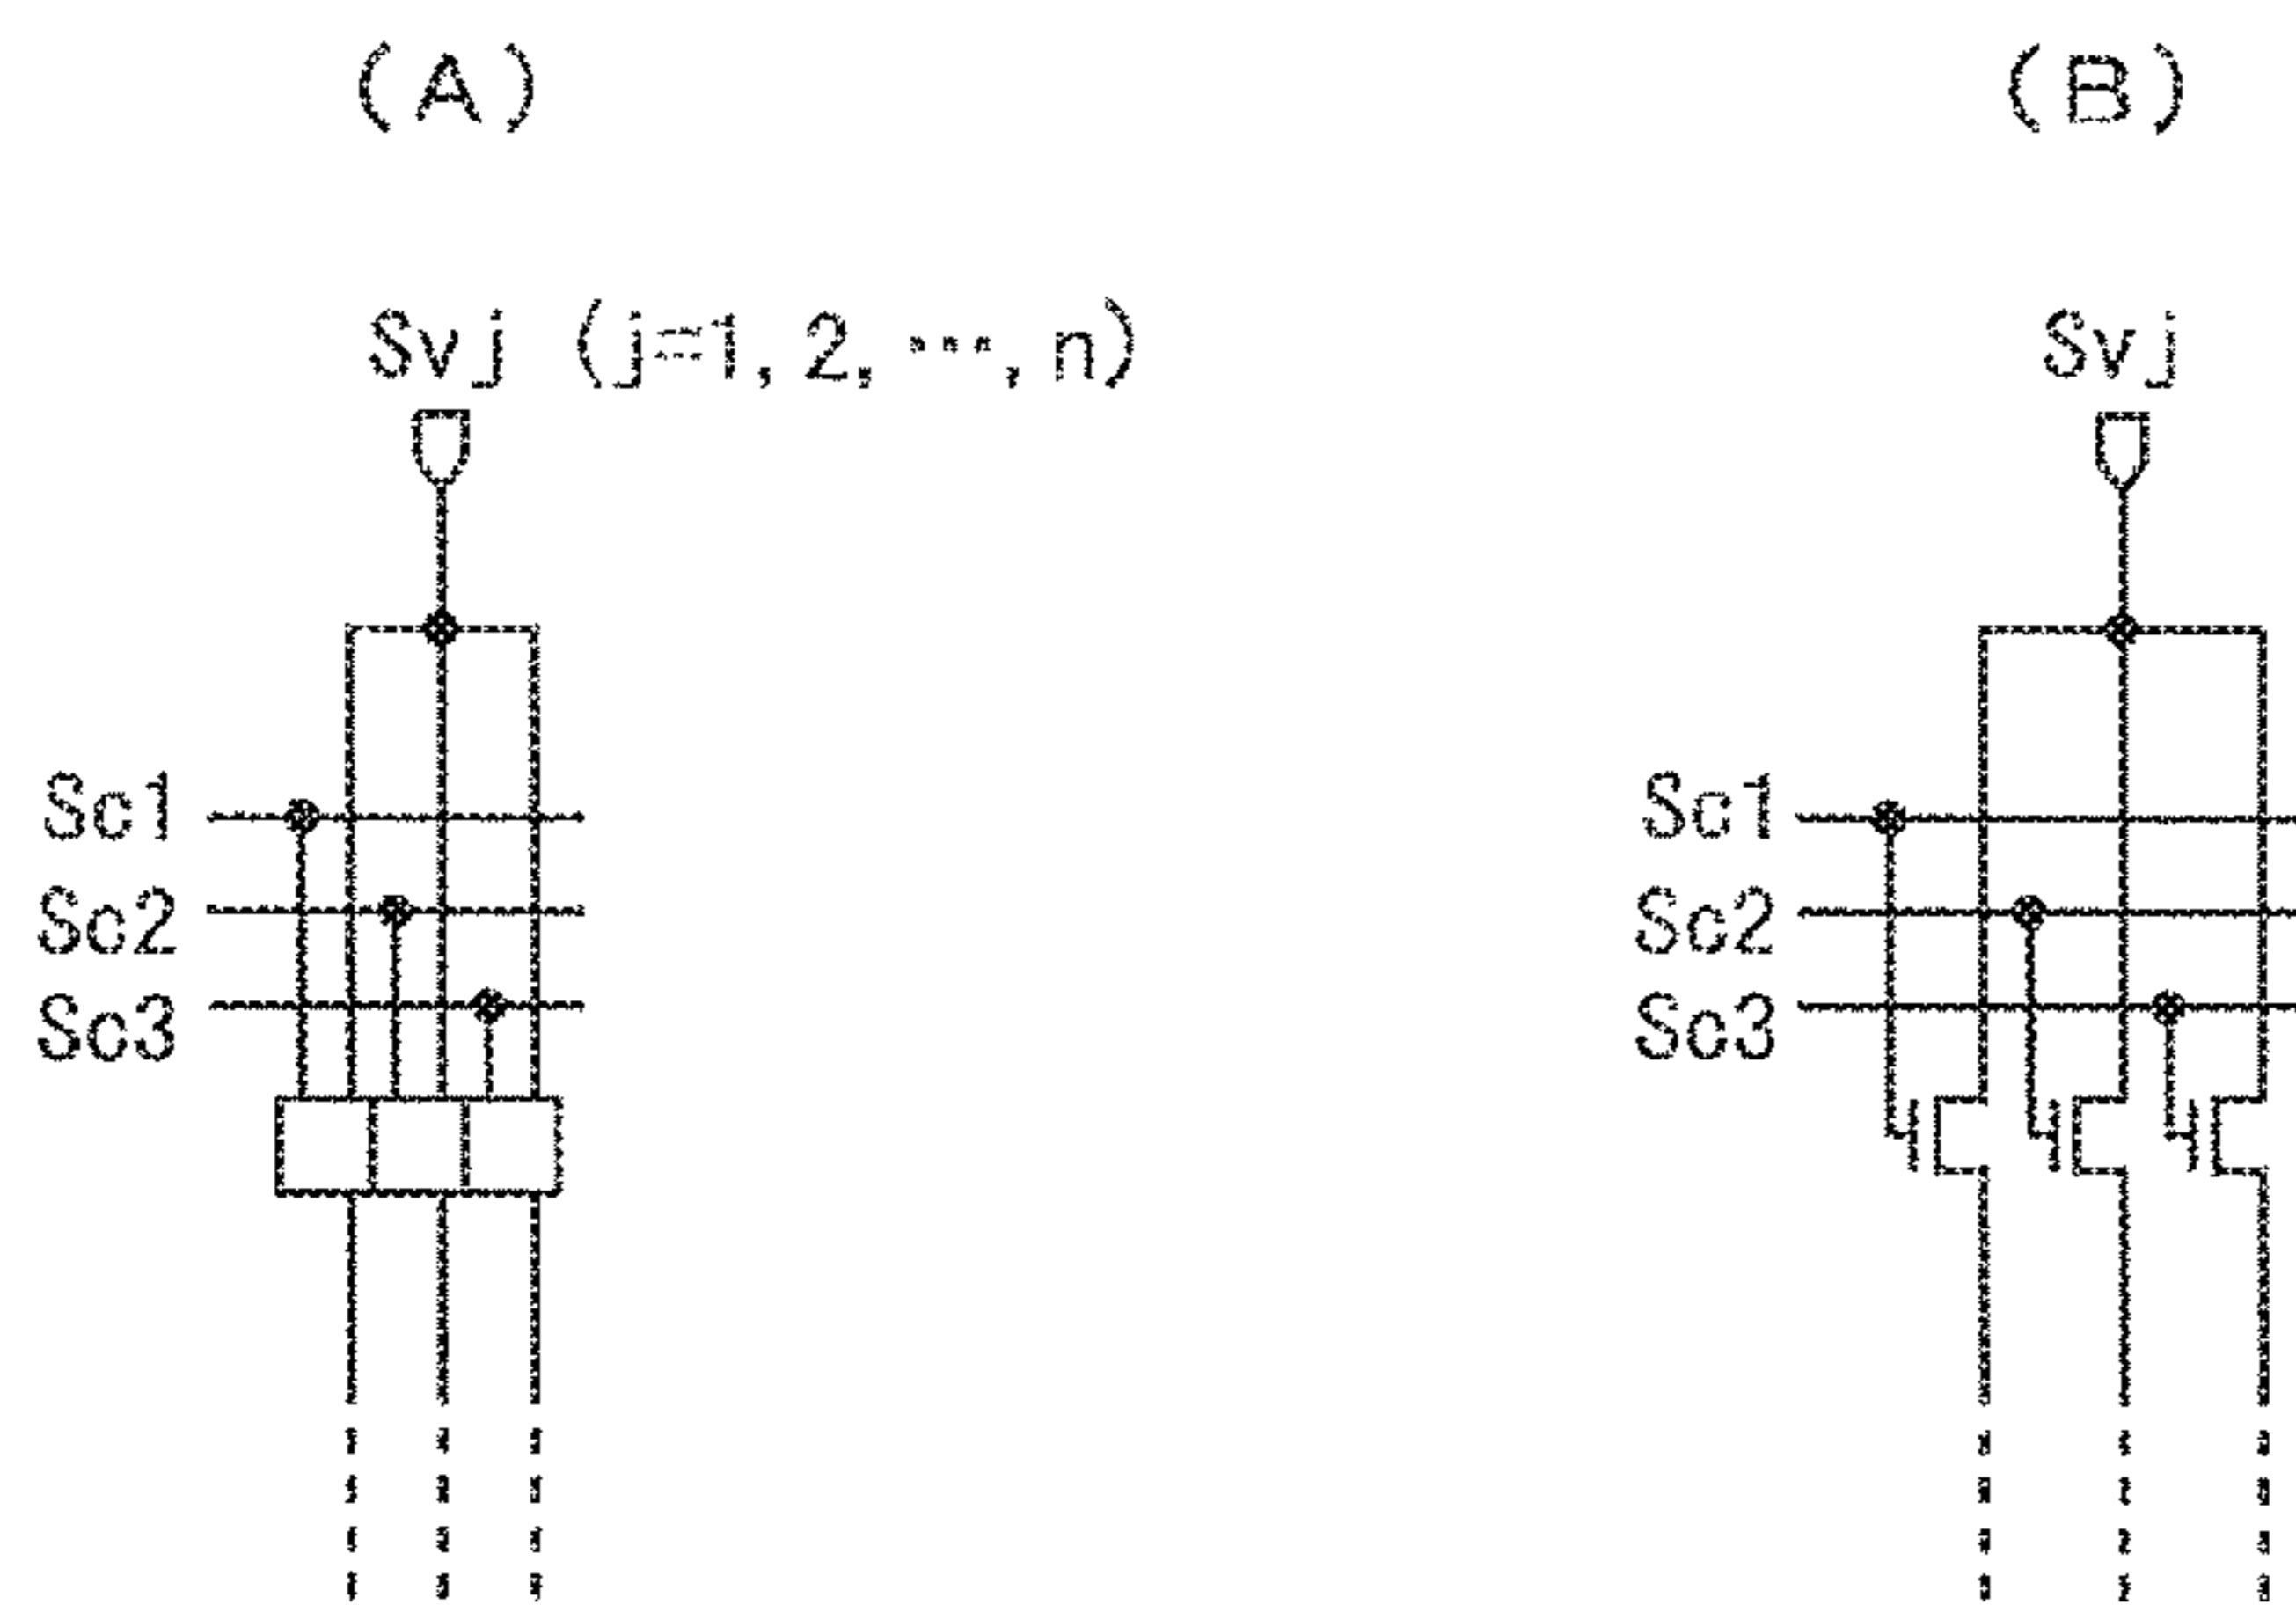 (A) (B)
Svj (j=1, 2, ---, n) Svj
Sc1 Sc1
Sc2 Sc2
Sc3 Sc3